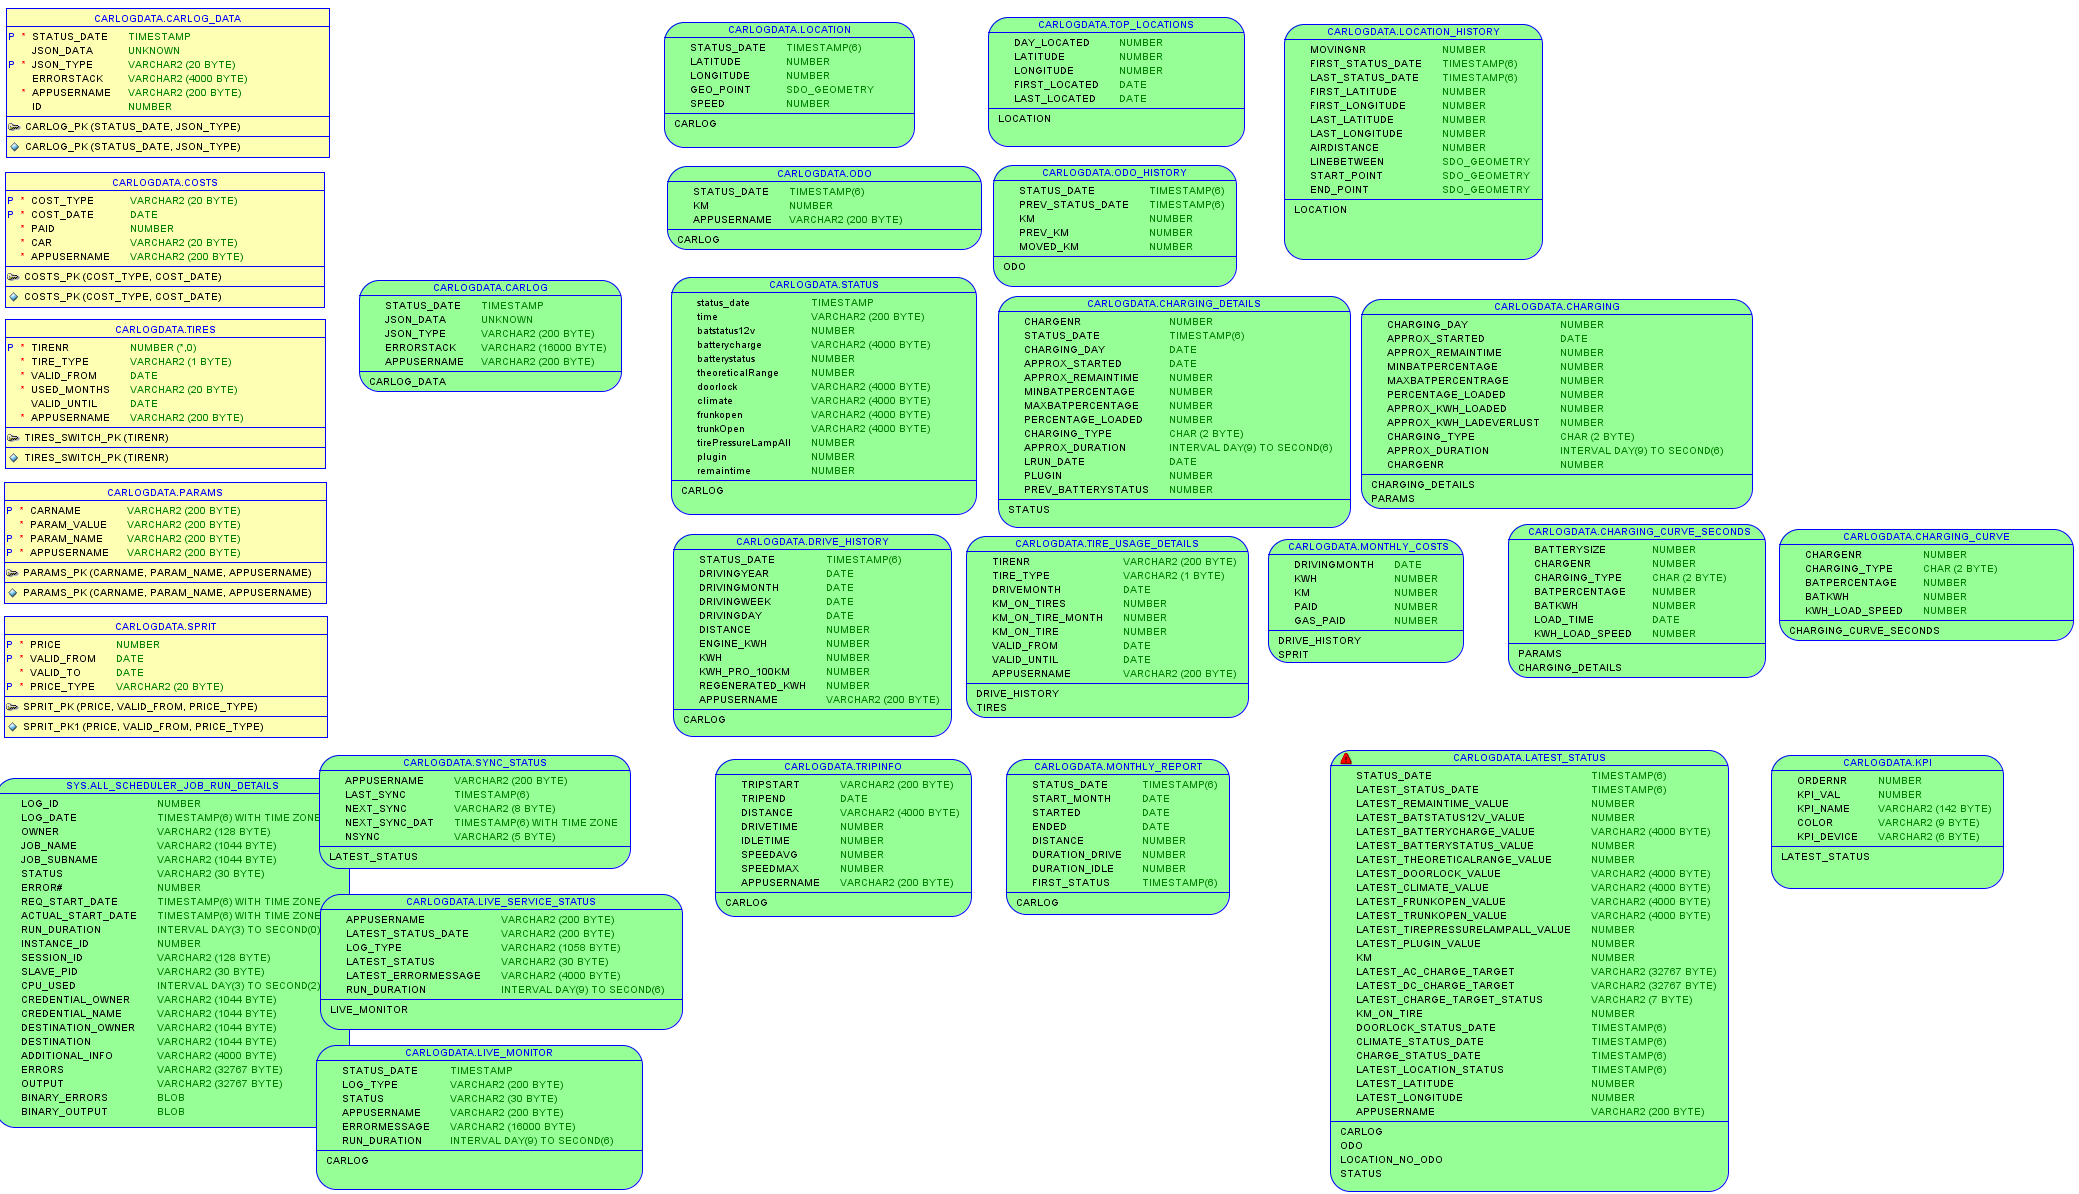 CARLOGDATA.CARLOG_DATA
P * STATUS_DATE TIMESTAMP
JSON_DATA UNKNOWN
P * JSON_TYPE VARCHAR2 (20 BYTE)
ERRORSTACK VARCHAR2 (4000 BYTE)
* APPUSERNAME VARCHAR2 (200 BYTE)
ID NUMBER
CARLOG_PK (STATUS_DATE, JSON_TYPE)
CARLOG_PK (STATUS_DATE, JSON_TYPE)
CARLOGDATA.COSTS
P * COST_TYPE VARCHAR2 (20 BYTE)
P * COST_DATE DATE
* PAID NUMBER
* CAR VARCHAR2 (20 BYTE)
* APPUSERNAME VARCHAR2 (200 BYTE)
COSTS_PK (COST_TYPE, COST_DATE)
COSTS_PK (COST_TYPE, COST_DATE)
CARLOGDATA.TIRES
P * TIRENR NUMBER (*,0)
* TIRE_TYPE VARCHAR2 (1 BYTE)
* VALID_FROM DATE
* USED_MONTHS VARCHAR2 (20 BYTE)
VALID_UNTIL DATE
* APPUSERNAME VARCHAR2 (200 BYTE)
TIRES_SWITCH_PK (TIRENR)
TIRES_SWITCH_PK (TIRENR)
CARLOGDATA.PARAMS
P * CARNAME VARCHAR2 (200 BYTE)
* PARAM_VALUE VARCHAR2 (200 BYTE)
P * PARAM_NAME VARCHAR2 (200 BYTE)
P * APPUSERNAME VARCHAR2 (200 BYTE)
PARAMS_PK (CARNAME, PARAM_NAME, APPUSERNAME)
PARAMS_PK (CARNAME, PARAM_NAME, APPUSERNAME)
CARLOGDATA.SPRIT
P * PRICE NUMBER
P * VALID_FROM DATE
* VALID_TO DATE
P * PRICE_TYPE VARCHAR2 (20 BYTE)
SPRIT_PK (PRICE, VALID_FROM, PRICE_TYPE)
SPRIT_PK1 (PRICE, VALID_FROM, PRICE_TYPE)
CARLOGDATA.CARLOG
STATUS_DATE TIMESTAMP
JSON_DATA UNKNOWN
JSON_TYPE VARCHAR2 (200 BYTE)
ERRORSTACK VARCHAR2 (16000 BYTE)
APPUSERNAME VARCHAR2 (200 BYTE)
CARLOG_DATA
CARLOGDATA.LOCATION
STATUS_DATE TIMESTAMP(6)
LATITUDE NUMBER
LONGITUDE NUMBER
GEO_POINT SDO_GEOMETRY
SPEED NUMBER
CARLOG
CARLOGDATA.TOP_LOCATIONS
DAY_LOCATED NUMBER
LATITUDE NUMBER
LONGITUDE NUMBER
FIRST_LOCATED DATE
LAST_LOCATED DATE
LOCATION
CARLOGDATA.LOCATION_HISTORY
MOVINGNR NUMBER
FIRST_STATUS_DATE TIMESTAMP(6)
LAST_STATUS_DATE TIMESTAMP(6)
FIRST_LATITUDE NUMBER
FIRST_LONGITUDE NUMBER
LAST_LATITUDE NUMBER
LAST_LONGITUDE NUMBER
AIRDISTANCE NUMBER
LINEBETWEEN SDO_GEOMETRY
START_POINT SDO_GEOMETRY
END_POINT SDO_GEOMETRY
LOCATION
CARLOGDATA.ODO
STATUS_DATE TIMESTAMP(6)
KM NUMBER
APPUSERNAME VARCHAR2 (200 BYTE)
CARLOG
CARLOGDATA.ODO_HISTORY
STATUS_DATE TIMESTAMP(6)
PREV_STATUS_DATE TIMESTAMP(6)
KM NUMBER
PREV_KM NUMBER
MOVED_KM NUMBER
ODO
CARLOGDATA.STATUS
status_date TIMESTAMP
time VARCHAR2 (200 BYTE)
batstatus12v NUMBER
batterycharge VARCHAR2 (4000 BYTE)
batterystatus NUMBER
theoreticalRange NUMBER
doorlock VARCHAR2 (4000 BYTE)
climate VARCHAR2 (4000 BYTE)
frunkopen VARCHAR2 (4000 BYTE)
trunkOpen VARCHAR2 (4000 BYTE)
tirePressureLampAll NUMBER
plugin NUMBER
remaintime NUMBER
CARLOG
CARLOGDATA.CHARGING_DETAILS
CHARGENR NUMBER
STATUS_DATE TIMESTAMP(6)
CHARGING_DAY DATE
APPROX_STARTED DATE
APPROX_REMAINTIME NUMBER
MINBATPERCENTAGE NUMBER
MAXBATPERCENTAGE NUMBER
PERCENTAGE_LOADED NUMBER
CHARGING_TYPE CHAR (2 BYTE)
APPROX_DURATION INTERVAL DAY(9) TO SECOND(6)
LRUN_DATE DATE
PLUGIN NUMBER
PREV_BATTERYSTATUS NUMBER
STATUS
CARLOGDATA.CHARGING
CHARGING_DAY NUMBER
APPROX_STARTED DATE
APPROX_REMAINTIME NUMBER
MINBATPERCENTAGE NUMBER
MAXBATPERCENTRAGE NUMBER
PERCENTAGE_LOADED NUMBER
APPROX_KWH_LOADED NUMBER
APPROX_KWH_LADEVERLUST NUMBER
CHARGING_TYPE CHAR (2 BYTE)
APPROX_DURATION INTERVAL DAY(9) TO SECOND(6)
CHARGENR NUMBER
CHARGING_DETAILS
PARAMS
CARLOGDATA.DRIVE_HISTORY
STATUS_DATE TIMESTAMP(6)
DRIVINGYEAR DATE
DRIVINGMONTH DATE
DRIVINGWEEK DATE
DRIVINGDAY DATE
DISTANCE NUMBER
ENGINE_KWH NUMBER
KWH NUMBER
KWH_PRO_100KM NUMBER
REGENERATED_KWH NUMBER
APPUSERNAME VARCHAR2 (200 BYTE)
CARLOG
CARLOGDATA.TIRE_USAGE_DETAILS
TIRENR VARCHAR2 (200 BYTE)
TIRE_TYPE VARCHAR2 (1 BYTE)
DRIVEMONTH DATE
KM_ON_TIRES NUMBER
KM_ON_TIRE_MONTH NUMBER
KM_ON_TIRE NUMBER
VALID_FROM DATE
VALID_UNTIL DATE
APPUSERNAME VARCHAR2 (200 BYTE)
DRIVE_HISTORY
TIRES
CARLOGDATA.MONTHLY_COSTS
DRIVINGMONTH DATE
KWH NUMBER
KM NUMBER
PAID NUMBER
GAS_PAID NUMBER
DRIVE_HISTORY
SPRIT
CARLOGDATA.CHARGING_CURVE_SECONDS
BATTERYSIZE NUMBER
CHARGENR NUMBER
CHARGING_TYPE CHAR (2 BYTE)
BATPERCENTAGE NUMBER
BATKWH NUMBER
LOAD_TIME DATE
KWH_LOAD_SPEED NUMBER
PARAMS
CHARGING_DETAILS
CARLOGDATA.CHARGING_CURVE
CHARGENR NUMBER
CHARGING_TYPE CHAR (2 BYTE)
BATPERCENTAGE NUMBER
BATKWH NUMBER
KWH_LOAD_SPEED NUMBER
CHARGING_CURVE_SECONDS
SYS.ALL_SCHEDULER_JOB_RUN_DETAILS
LOG_ID NUMBER
LOG_DATE TIMESTAMP(6) WITH TIME ZONE
OWNER VARCHAR2 (128 BYTE)
JOB_NAME VARCHAR2 (1044 BYTE)
JOB_SUBNAME VARCHAR2 (1044 BYTE)
STATUS VARCHAR2 (30 BYTE)
ERROR# NUMBER
REQ_START_DATE TIMESTAMP(6) WITH TIME ZONE
ACTUAL_START_DATE TIMESTAMP(6) WITH TIME ZONE
RUN_DURATION INTERVAL DAY(3) TO SECOND(0)
INSTANCE_ID NUMBER
SESSION_ID VARCHAR2 (128 BYTE)
SLAVE_PID VARCHAR2 (30 BYTE)
CPU_USED INTERVAL DAY(3) TO SECOND(2)
CREDENTIAL_OWNER VARCHAR2 (1044 BYTE)
CREDENTIAL_NAME VARCHAR2 (1044 BYTE)
DESTINATION_OWNER VARCHAR2 (1044 BYTE)
DESTINATION VARCHAR2 (1044 BYTE)
ADDITIONAL_INFO VARCHAR2 (4000 BYTE)
ERRORS VARCHAR2 (32767 BYTE)
OUTPUT VARCHAR2 (32767 BYTE)
BINARY_ERRORS BLOB
BINARY_OUTPUT BLOB
CARLOGDATA.SYNC_STATUS
APPUSERNAME VARCHAR2 (200 BYTE)
LAST_SYNC TIMESTAMP(6)
NEXT_SYNC VARCHAR2 (8 BYTE)
NEXT_SYNC_DAT TIMESTAMP(6) WITH TIME ZONE
NSYNC VARCHAR2 (5 BYTE)
LATEST_STATUS
CARLOGDATA.LIVE_SERVICE_STATUS
APPUSERNAME VARCHAR2 (200 BYTE)
LATEST_STATUS_DATE VARCHAR2 (200 BYTE)
LOG_TYPE VARCHAR2 (1058 BYTE)
LATEST_STATUS VARCHAR2 (30 BYTE)
LATEST_ERRORMESSAGE VARCHAR2 (4000 BYTE)
RUN_DURATION INTERVAL DAY(9) TO SECOND(6)
LIVE_MONITOR
CARLOGDATA.LIVE_MONITOR
STATUS_DATE TIMESTAMP
LOG_TYPE VARCHAR2 (200 BYTE)
STATUS VARCHAR2 (30 BYTE)
APPUSERNAME VARCHAR2 (200 BYTE)
ERRORMESSAGE VARCHAR2 (16000 BYTE)
RUN_DURATION INTERVAL DAY(9) TO SECOND(6)
CARLOG
CARLOGDATA.TRIPINFO
TRIPSTART VARCHAR2 (200 BYTE)
TRIPEND DATE
DISTANCE VARCHAR2 (4000 BYTE)
DRIVETIME NUMBER
IDLETIME NUMBER
SPEEDAVG NUMBER
SPEEDMAX NUMBER
APPUSERNAME VARCHAR2 (200 BYTE)
CARLOG
CARLOGDATA.MONTHLY_REPORT
STATUS_DATE TIMESTAMP(6)
START_MONTH DATE
STARTED DATE
ENDED DATE
DISTANCE NUMBER
DURATION_DRIVE NUMBER
DURATION_IDLE NUMBER
FIRST_STATUS TIMESTAMP(6)
CARLOG
CARLOGDATA.LATEST_STATUS
STATUS_DATE TIMESTAMP(6)
LATEST_STATUS_DATE TIMESTAMP(6)
LATEST_REMAINTIME_VALUE NUMBER
LATEST_BATSTATUS12V_VALUE NUMBER
LATEST_BATTERYCHARGE_VALUE VARCHAR2 (4000 BYTE)
LATEST_BATTERYSTATUS_VALUE NUMBER
LATEST_THEORETICALRANGE_VALUE NUMBER
LATEST_DOORLOCK_VALUE VARCHAR2 (4000 BYTE)
LATEST_CLIMATE_VALUE VARCHAR2 (4000 BYTE)
LATEST_FRUNKOPEN_VALUE VARCHAR2 (4000 BYTE)
LATEST_TRUNKOPEN_VALUE VARCHAR2 (4000 BYTE)
LATEST_TIREPRESSURELAMPALL_VALUE NUMBER
LATEST_PLUGIN_VALUE NUMBER
KM NUMBER
LATEST_AC_CHARGE_TARGET VARCHAR2 (32767 BYTE)
LATEST_DC_CHARGE_TARGET VARCHAR2 (32767 BYTE)
LATEST_CHARGE_TARGET_STATUS VARCHAR2 (7 BYTE)
KM_ON_TIRE NUMBER
DOORLOCK_STATUS_DATE TIMESTAMP(6)
CLIMATE_STATUS_DATE TIMESTAMP(6)
CHARGE_STATUS_DATE TIMESTAMP(6)
LATEST_LOCATION_STATUS TIMESTAMP(6)
LATEST_LATITUDE NUMBER
LATEST_LONGITUDE NUMBER
APPUSERNAME VARCHAR2 (200 BYTE)
CARLOG
ODO
LOCATION_NO_ODO
STATUS
CARLOGDATA.KPI
ORDERNR NUMBER
KPI_VAL NUMBER
KPI_NAME VARCHAR2 (142 BYTE)
COLOR VARCHAR2 (9 BYTE)
KPI_DEVICE VARCHAR2 (6 BYTE)
LATEST_STATUS